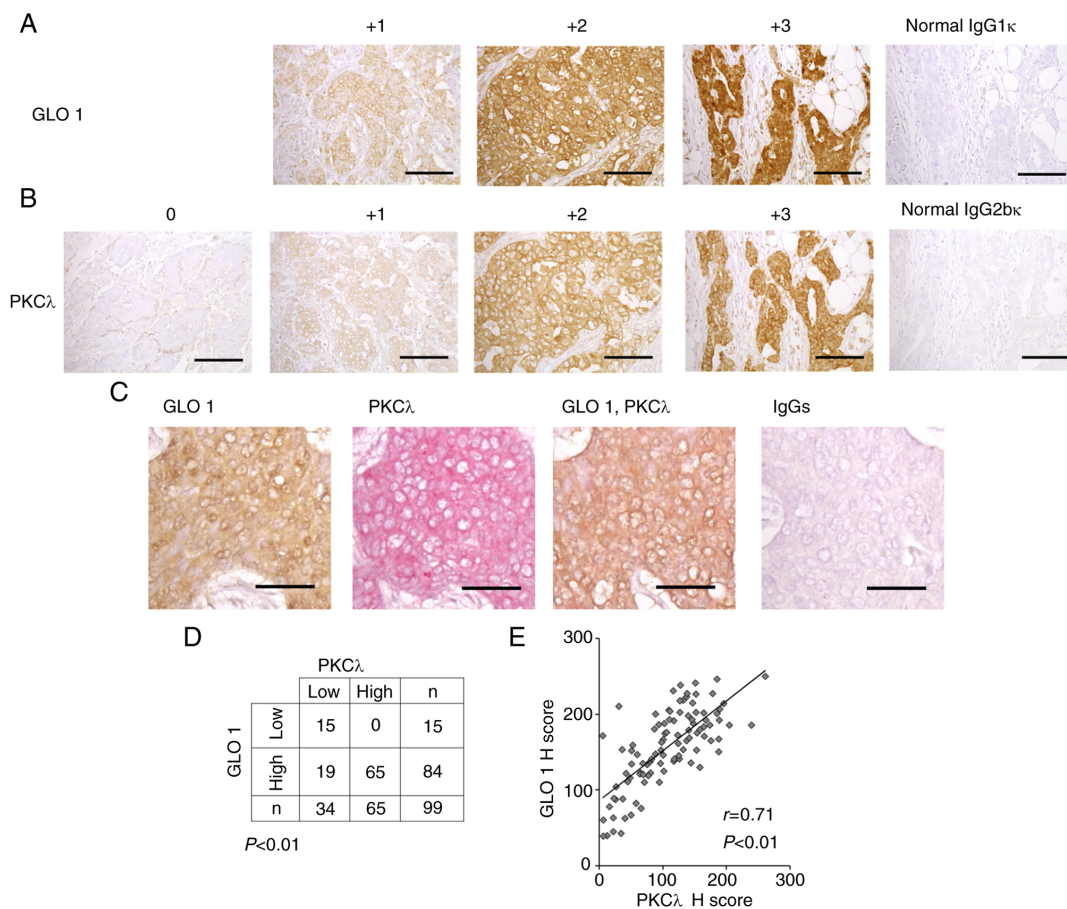 A
+1 +2 +3 Normal IgG1κ
GLO 1
B
0 +1 +2 +3 Normal IgG2bκ
PKCλ
C
GLO 1 PKCλ GLO 1, PKCλ IgGs
D
PKCλ
Low High n
GLO 1
Low 15 0 15
High 19 65 84
n 34 65 99
P<0.01
E
300
200
100
0
GLO 1 H score
r=0.71
P<0.01
0 100 200 300
PKCλ H score